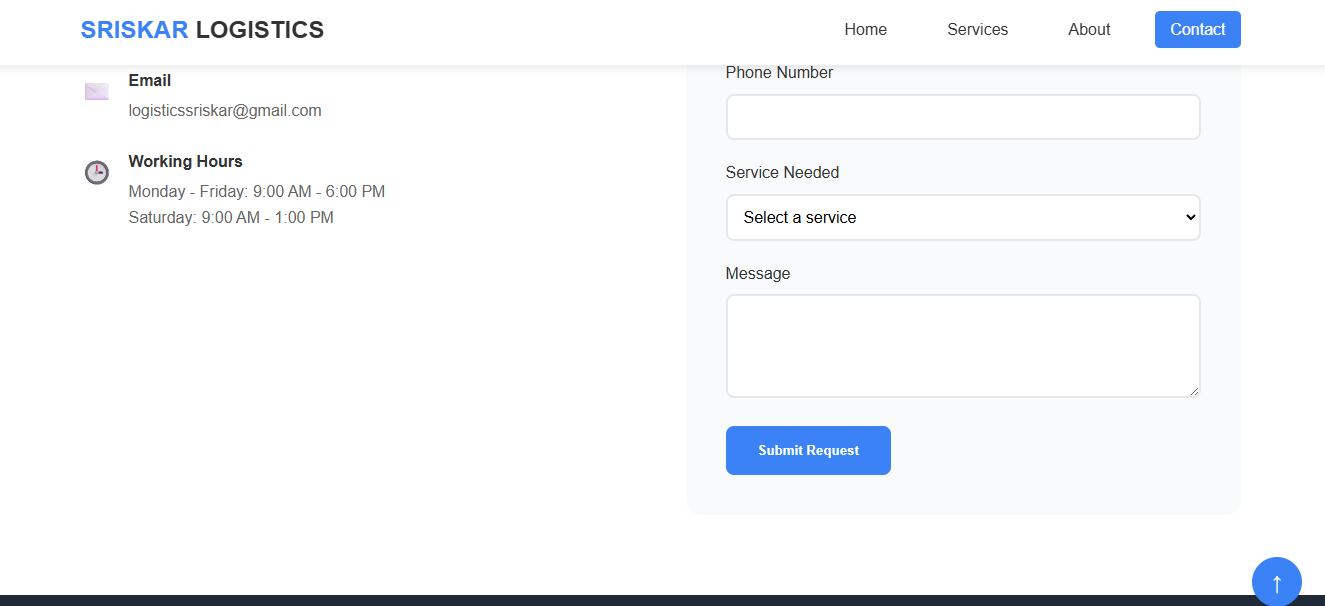 SRISKAR LOGISTICS
Home
Services
About
Contact
Email
logisticssriskar@gmail.com
Working Hours
Monday - Friday: 9:00 AM - 6:00 PM
Saturday: 9:00 AM - 1:00 PM
Phone Number
Service Needed
Select a service
Message
Submit Request
↑